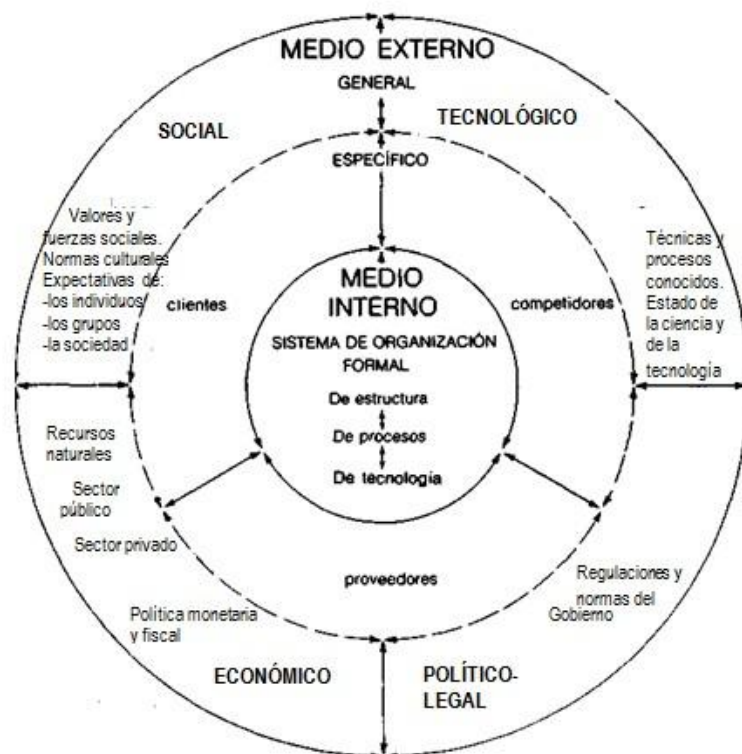 MEDIO EXTERNO
GENERAL
SOCIAL
TECNOLÓGICO
ESPECÍFICO
Valores y
fuerzas sociales.
Normas culturales
Expectativas de:
-los individuos
-los grupos
-la sociedad
clientes
MEDIO
INTERNO
SISTEMA DE ORGANIZACIÓN
FORMAL
De estructura
De procesos
De tecnología
competidores
Técnicas y
procesos
conocidos.
Estado de
la ciencia y
de la
tecnología
Recursos
naturales
Sector
público
Sector privado
Política monetaria
y fiscal
proveedores
Regulaciones y
normas del
Gobierno
ECONÓMICO
POLÍTICO-
LEGAL